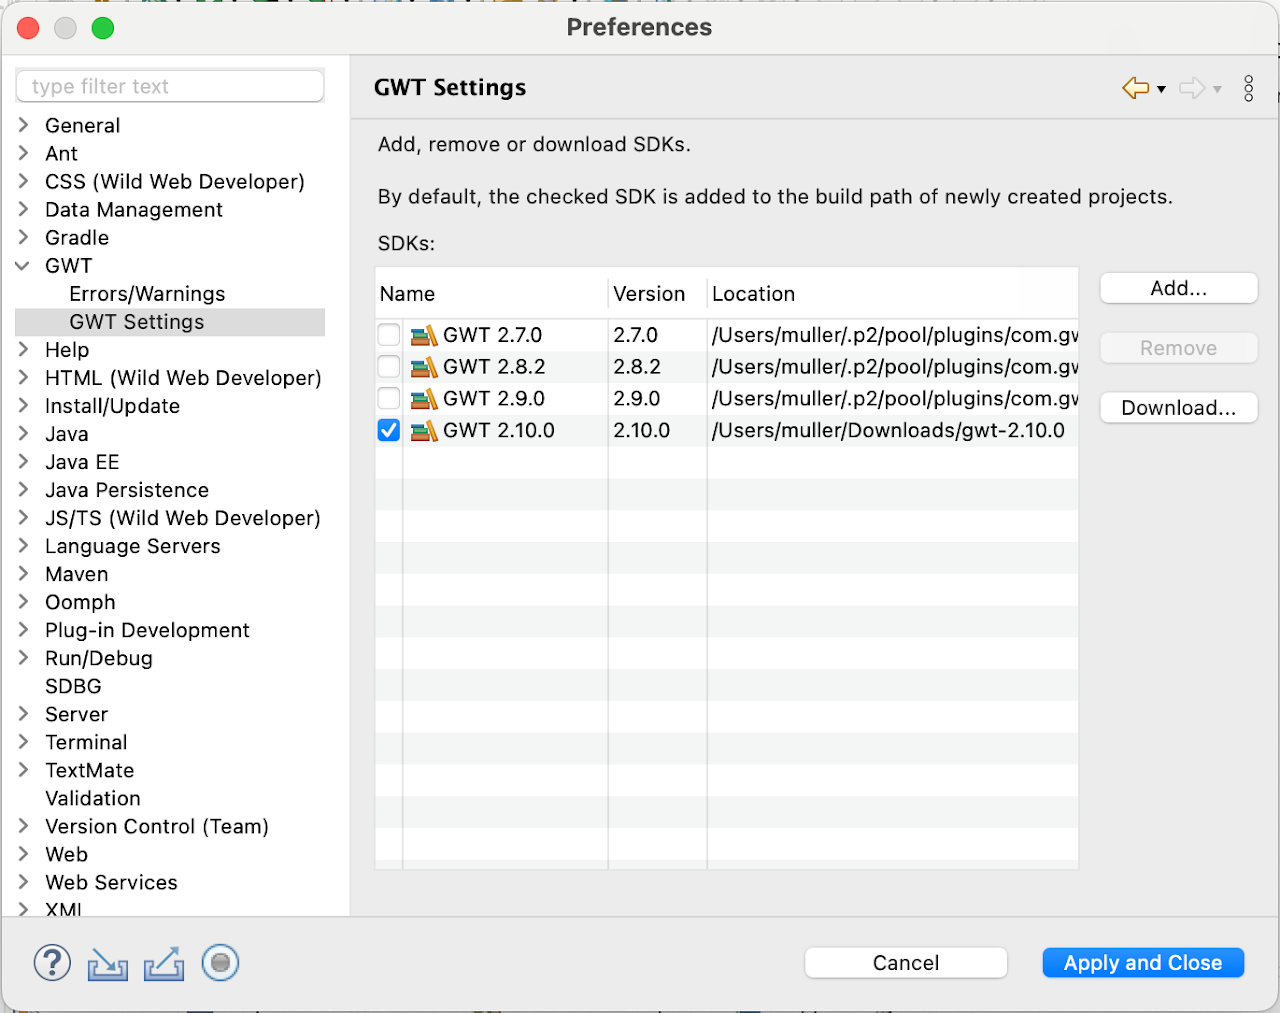 Preferences
type filter text
General
Ant
CSS (Wild Web Developer)
Data Management
Gradle
GWT
Errors/Warnings
GWT Settings
Help
HTML (Wild Web Developer)
Install/Update
Java
Java EE
Java Persistence
JS/TS (Wild Web Developer)
Language Servers
Maven
Oomph
Plug-in Development
Run/Debug
SDBG
Server
Terminal
TextMate
Validation
Version Control (Team)
Web
Web Services
XML
GWT Settings
Add, remove or download SDKs.
By default, the checked SDK is added to the build path of newly created projects.
SDKs:
Name Version Location
GWT 2.7.0 2.7.0 /Users/muller/.p2/pool/plugins/com.gw
GWT 2.8.2 2.8.2 /Users/muller/.p2/pool/plugins/com.gw
GWT 2.9.0 2.9.0 /Users/muller/.p2/pool/plugins/com.gw
GWT 2.10.0 2.10.0 /Users/muller/Downloads/gwt-2.10.0
Add...
Remove
Download...
?
Cancel
Apply and Close